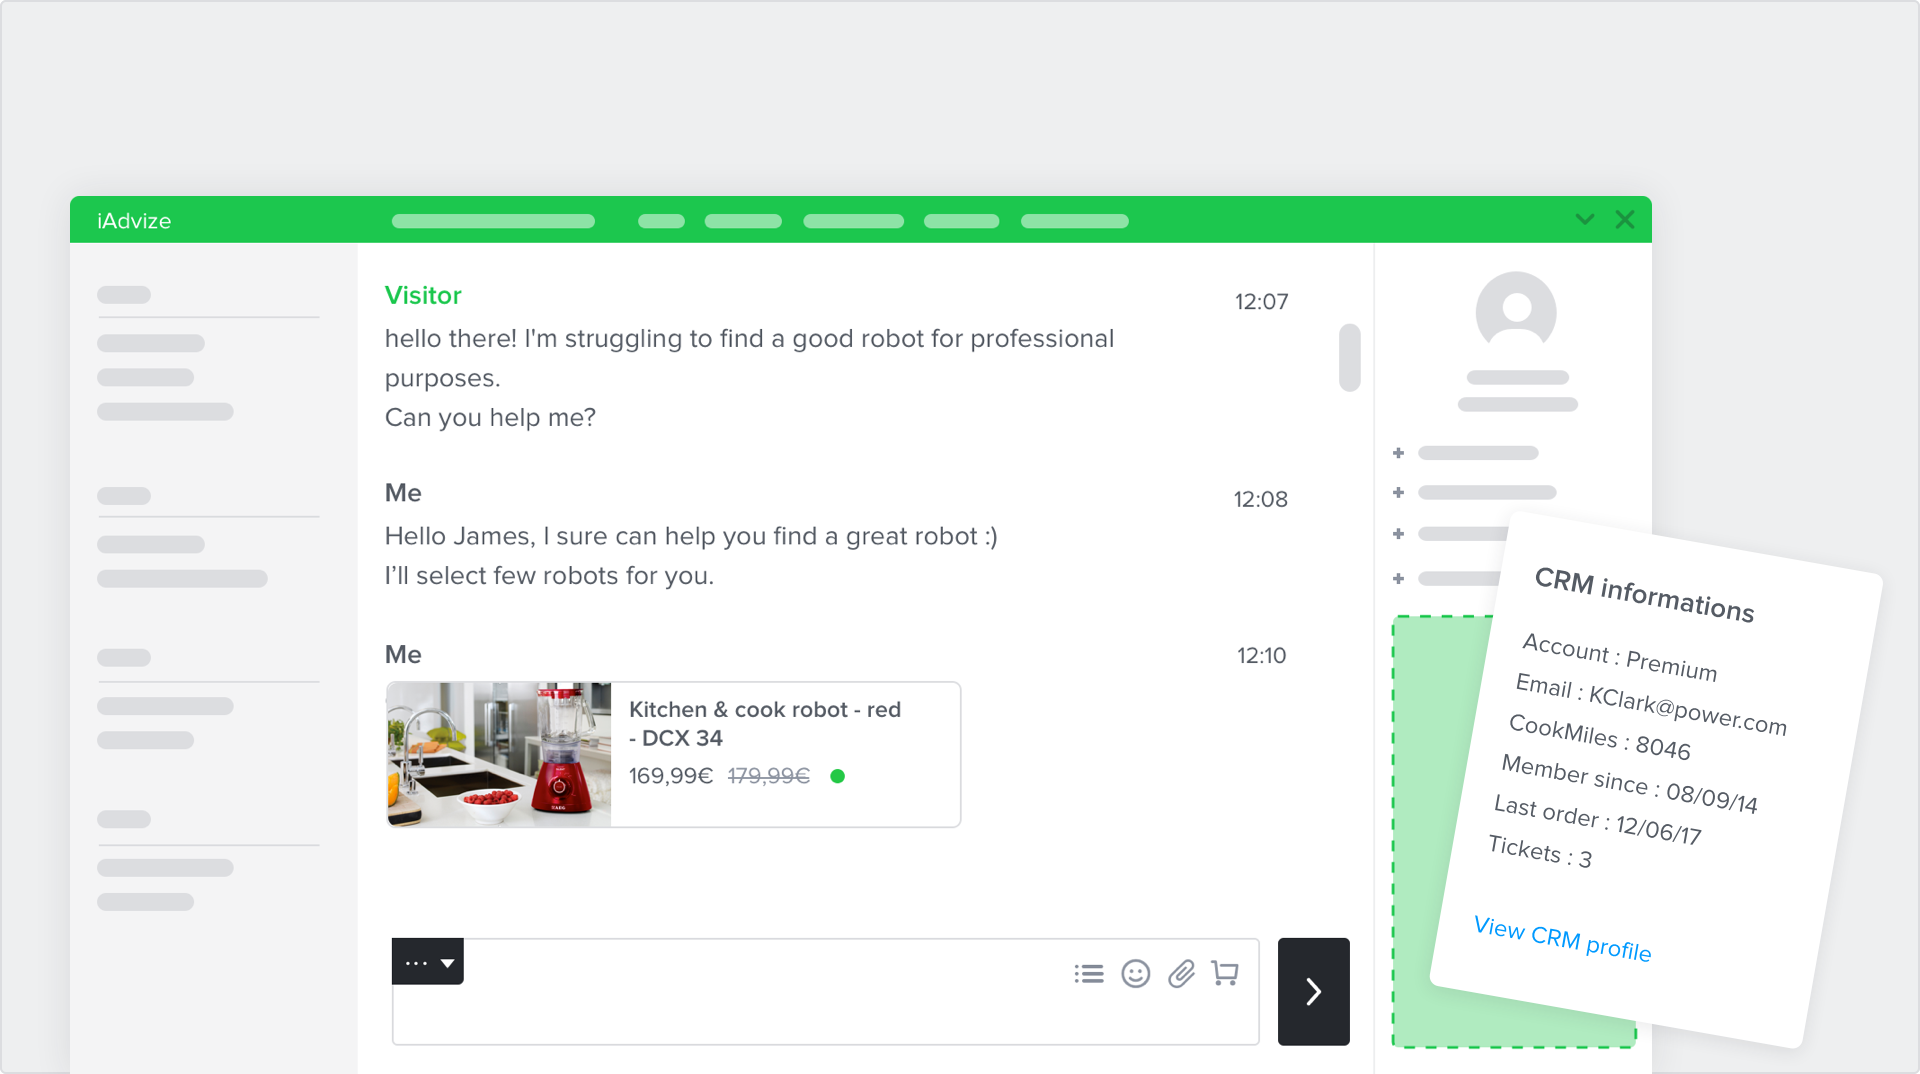 iAdvize
Visitor
12:07
hello there! I'm struggling to find a good robot for professional
purposes.
Can you help me?
Me
12:08
Hello James, I sure can help you find a great robot :)
I’ll select few robots for you.
Me
12:10
Kitchen & cook robot - red
- DCX 34
169,99€ 179,99€
CRM informations
Account : Premium
Email : KClark@power.com
CookMiles : 8046
Member since : 08/09/14
Last order : 12/06/17
Tickets : 3
View CRM profile